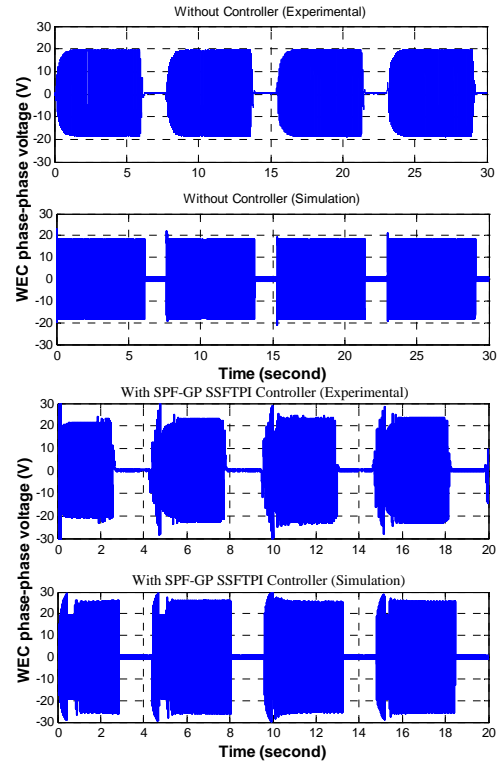 Without Controller (Experimental)
30
20
10
0
-10
-20
-30
0 5 10 15 20 25 30
Without Controller (Simulation)
30
20
10
0
-10
-20
-30
0 5 10 15 20 25 30
WEC phase-phase voltage (V)
Time (second)
With SPF-GP SSFTPI Controller (Experimental)
30
20
10
0
-10
-20
-30
0 2 4 6 8 10 12 14 16 18 20
With SPF-GP SSFTPI Controller (Simulation)
30
20
10
0
-10
-20
-30
0 2 4 6 8 10 12 14 16 18 20
WEC phase-phase voltage (V)
Time (second)